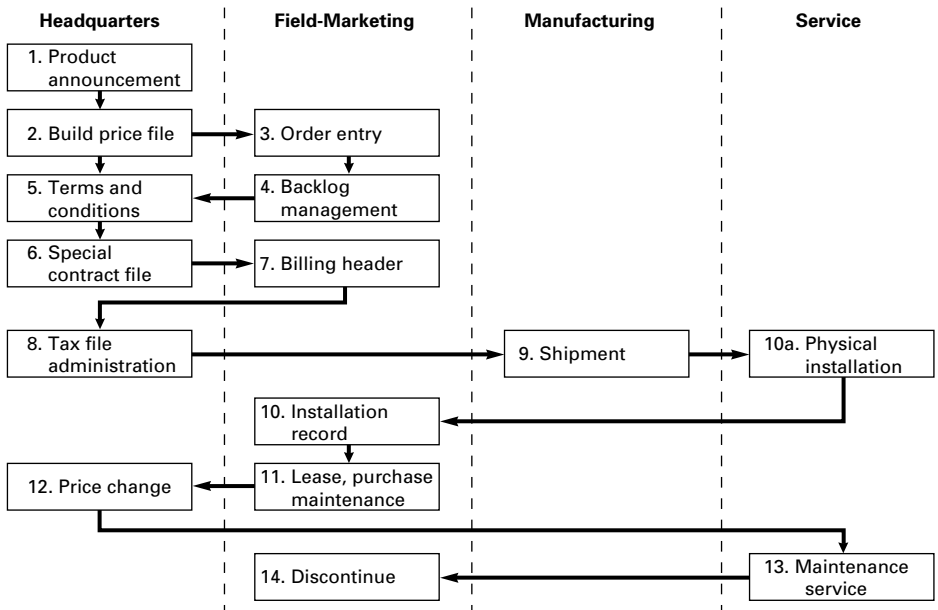 Headquarters
Field-Marketing
Manufacturing
Service
1. Product
announcement
2. Build price file
3. Order entry
5. Terms and
conditions
4. Backlog
management
6. Special
contract file
7. Billing header
8. Tax file
administration
9. Shipment
10a. Physical
installation
10. Installation
record
12. Price change
11. Lease, purchase
maintenance
14. Discontinue
13. Maintenance
service